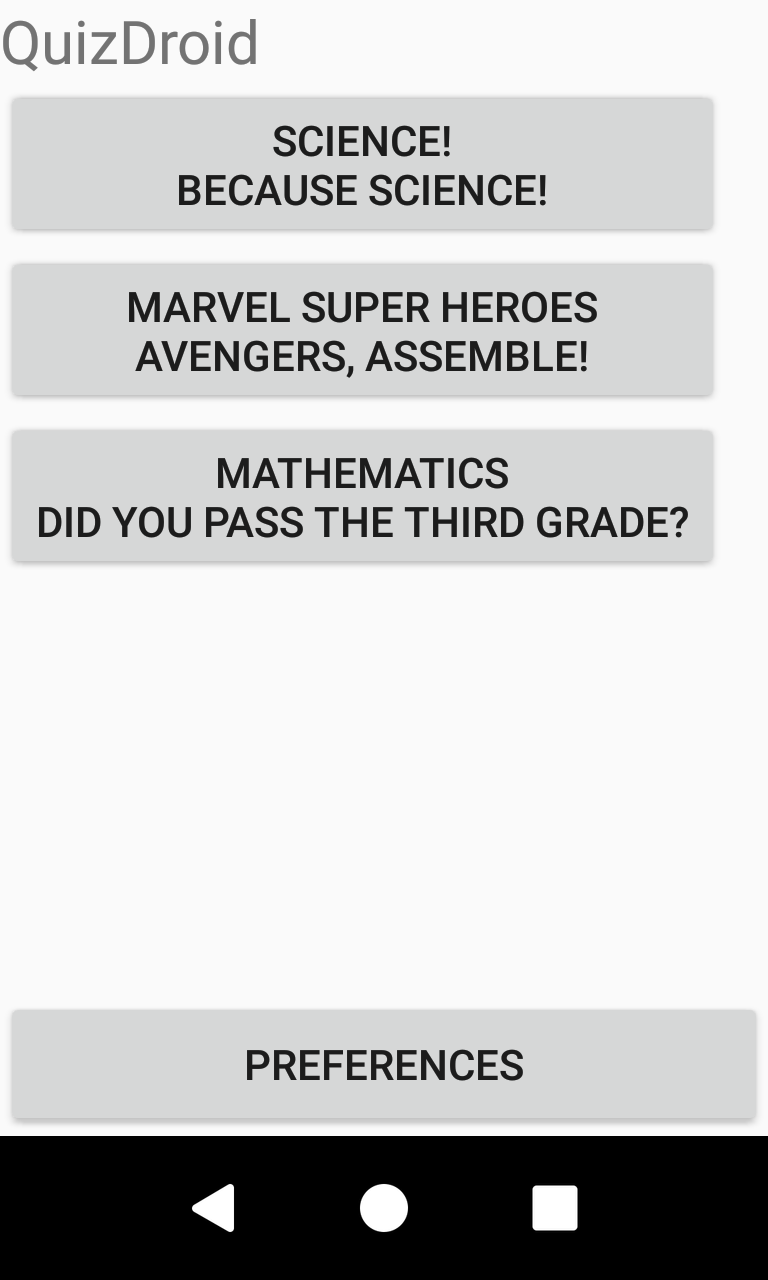 QuizDroid
SCIENCE!
BECAUSE SCIENCE!
MARVEL SUPER HEROES
AVENGERS, ASSEMBLE!
MATHEMATICS
DID YOU PASS THE THIRD GRADE?
PREFERENCES